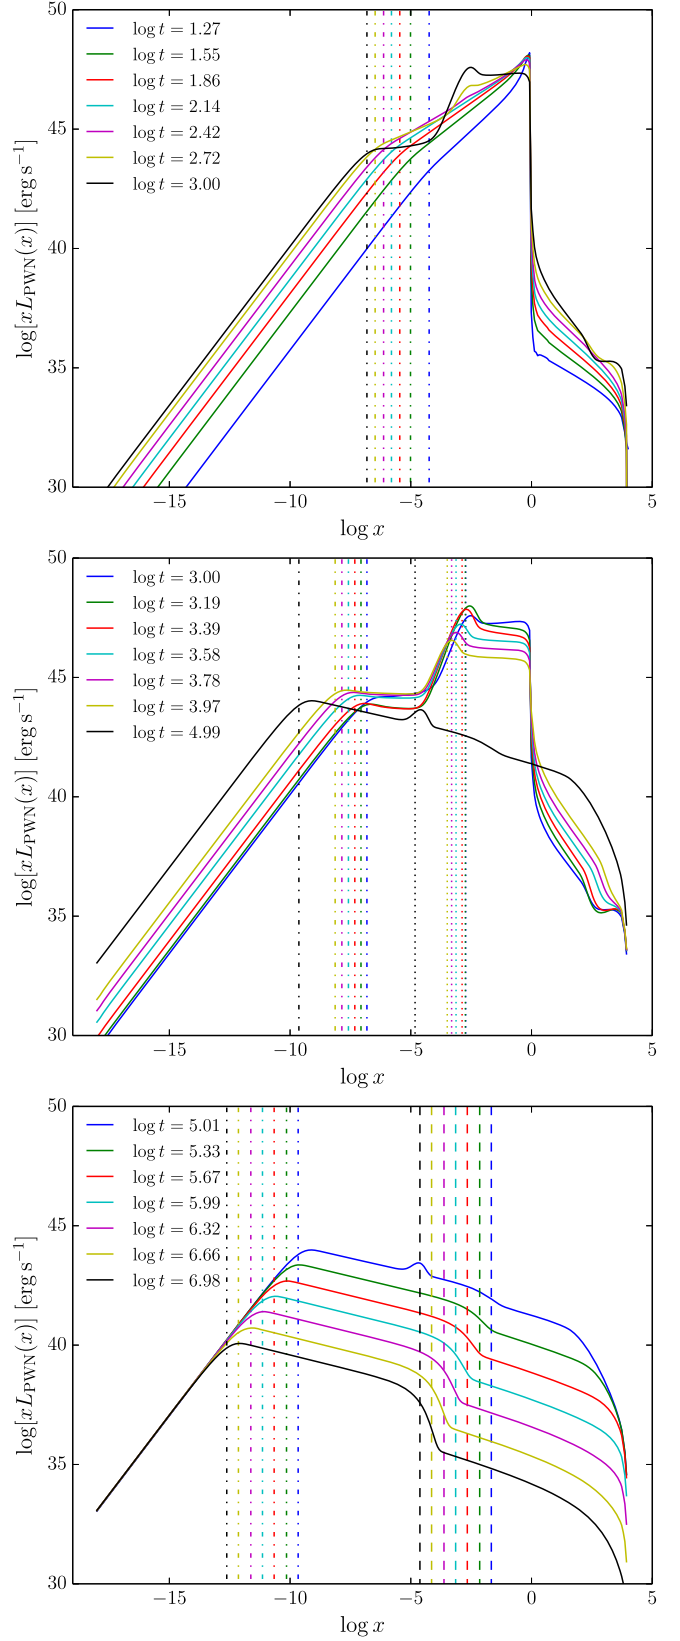 50
45
40
35
30
log[xL_PWN(x)] [erg s⁻¹]
log t = 1.27
log t = 1.55
log t = 1.86
log t = 2.14
log t = 2.42
log t = 2.72
log t = 3.00
−15 −10 −5 0 5
log x
50
45
40
35
30
log[xL_PWN(x)] [erg s⁻¹]
log t = 3.00
log t = 3.19
log t = 3.39
log t = 3.58
log t = 3.78
log t = 3.97
log t = 4.99
−15 −10 −5 0 5
log x
50
45
40
35
30
log[xL_PWN(x)] [erg s⁻¹]
log t = 5.01
log t = 5.33
log t = 5.67
log t = 5.99
log t = 6.32
log t = 6.66
log t = 6.98
−15 −10 −5 0 5
log x